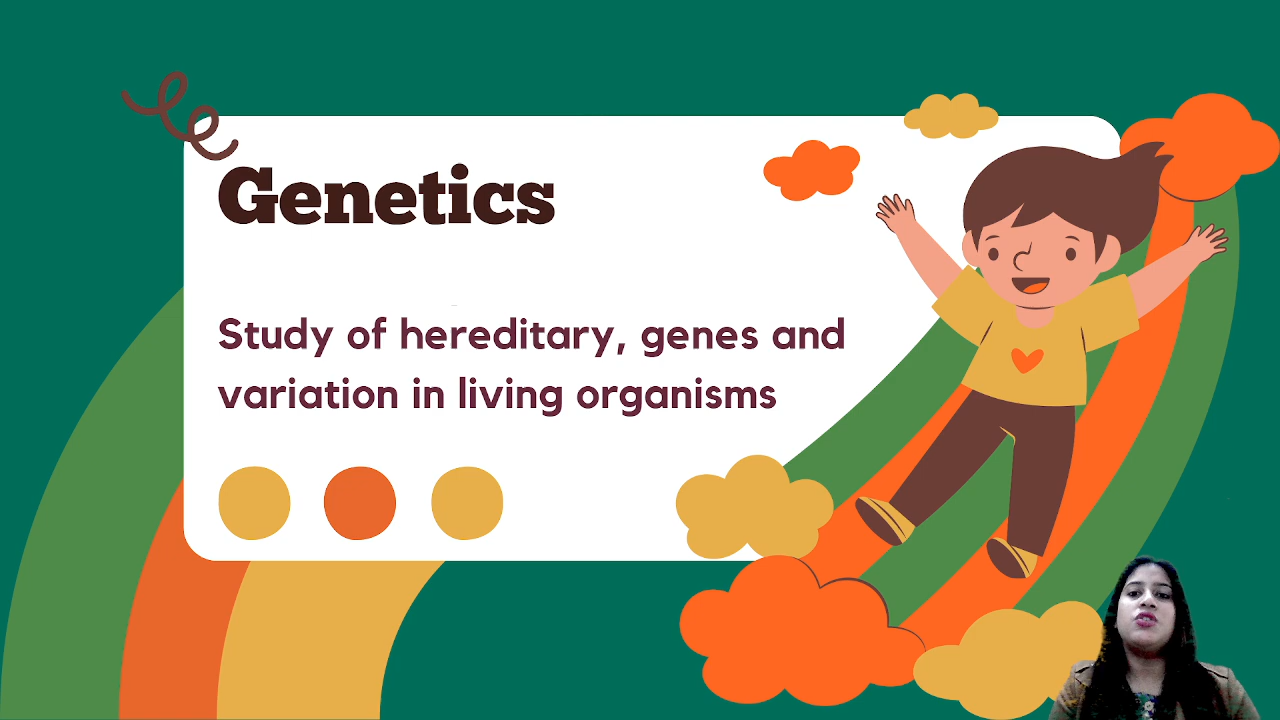 Genetics
Study of hereditary, genes and
variation in living organisms